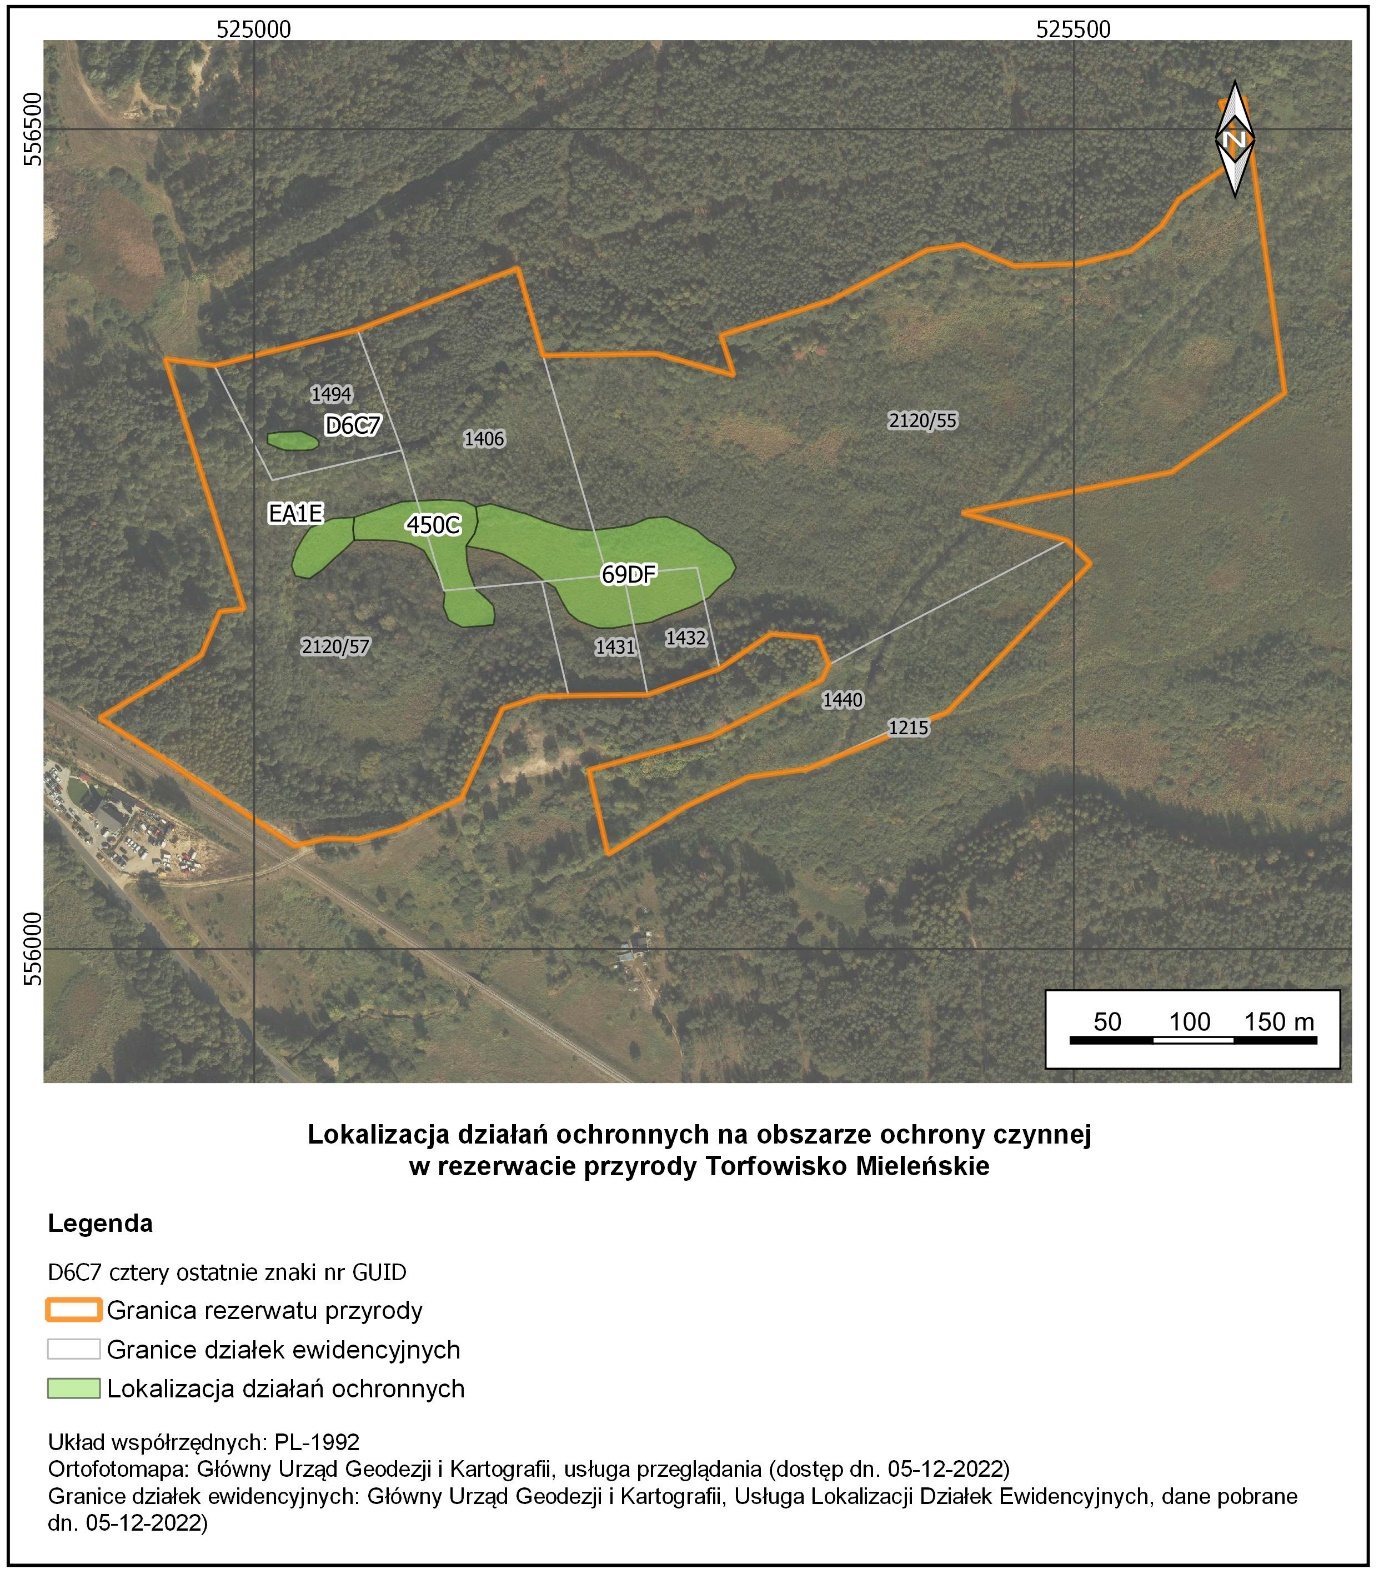 525000
525500
556500
N
1494
D6C7
1406
2120/55
EA1E
450C
69DF
2120/57
1431
1432
1440
1215
556000
50 100 150 m
Lokalizacja działań ochronnych na obszarze ochrony czynnej
w rezerwacie przyrody Torfowisko Mieleńskie
Legenda
D6C7 cztery ostatnie znaki nr GUID
Granica rezerwatu przyrody
Granice działek ewidencyjnych
Lokalizacja działań ochronnych
Układ współrzędnych: PL-1992
Ortofotomapa: Główny Urząd Geodezji i Kartografii, usługa przeglądania (dostęp dn. 05-12-2022)
Granice działek ewidencyjnych: Główny Urząd Geodezji i Kartografii, Usługa Lokalizacji Działek Ewidencyjnych, dane pobrane
dn. 05-12-2022)